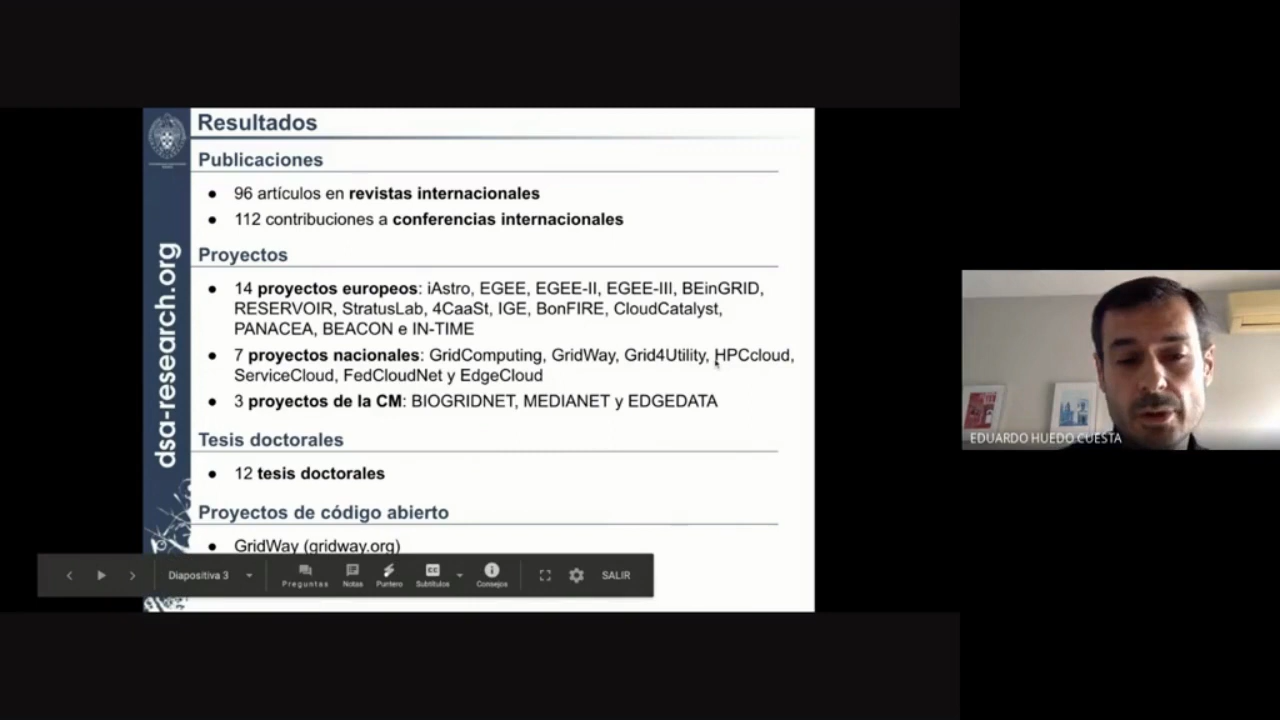 Resultados
Publicaciones
● 96 artículos en revistas internacionales
● 112 contribuciones a conferencias internacionales
Proyectos
● 14 proyectos europeos: iAstro, EGEE, EGEE-II, EGEE-III, BEinGRID,
RESERVOIR, StratusLab, 4CaaSt, IGE, BonFIRE, CloudCatalyst,
PANACEA, BEACON e IN-TIME
● 7 proyectos nacionales: GridComputing, GridWay, Grid4Utility, HPCcloud,
ServiceCloud, FedCloudNet y EdgeCloud
● 3 proyectos de la CM: BIOGRIDNET, MEDIANET y EDGEDATA
Tesis doctorales
● 12 tesis doctorales
Proyectos de código abierto
● GridWay (gridway.org)
dsa-research.org
Diapositiva 3
Preguntas
Notas
Puntero
CC
Subtítulos
Consejos
SALIR
EDUARDO HUEDO CUESTA